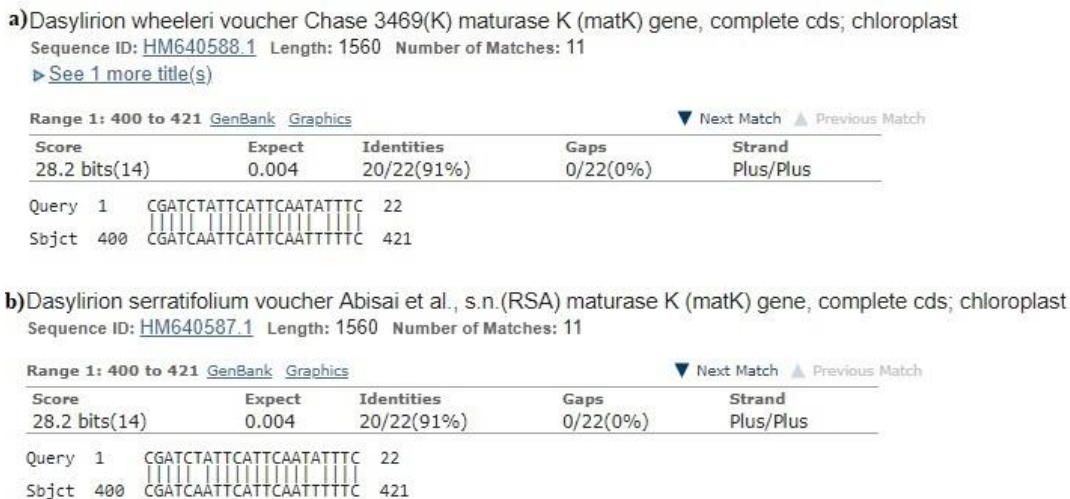 a) Dasylirion wheeleri voucher Chase 3469(K) maturase K (matK) gene, complete cds; chloroplast
Sequence ID: HM640588.1 Length: 1560 Number of Matches: 11
See 1 more title(s)
Range 1: 400 to 421 GenBank Graphics Next Match Previous Match
Score Expect Identities Gaps Strand
28.2 bits(14) 0.004 20/22(91%) 0/22(0%) Plus/Plus
Query 1 CGATCTATTCATTCAATATTTC 22
Sbjct 400 CGATCAATTCATTCAATTTTTC 421
b) Dasylirion serratifolium voucher Abisai et al., s.n.(RSA) maturase K (matK) gene, complete cds; chloroplast
Sequence ID: HM640587.1 Length: 1560 Number of Matches: 11
Range 1: 400 to 421 GenBank Graphics Next Match Previous Match
Score Expect Identities Gaps Strand
28.2 bits(14) 0.004 20/22(91%) 0/22(0%) Plus/Plus
Query 1 CGATCTATTCATTCAATATTTC 22
Sbjct 400 CGATCAATTCATTCAATTTTTC 421